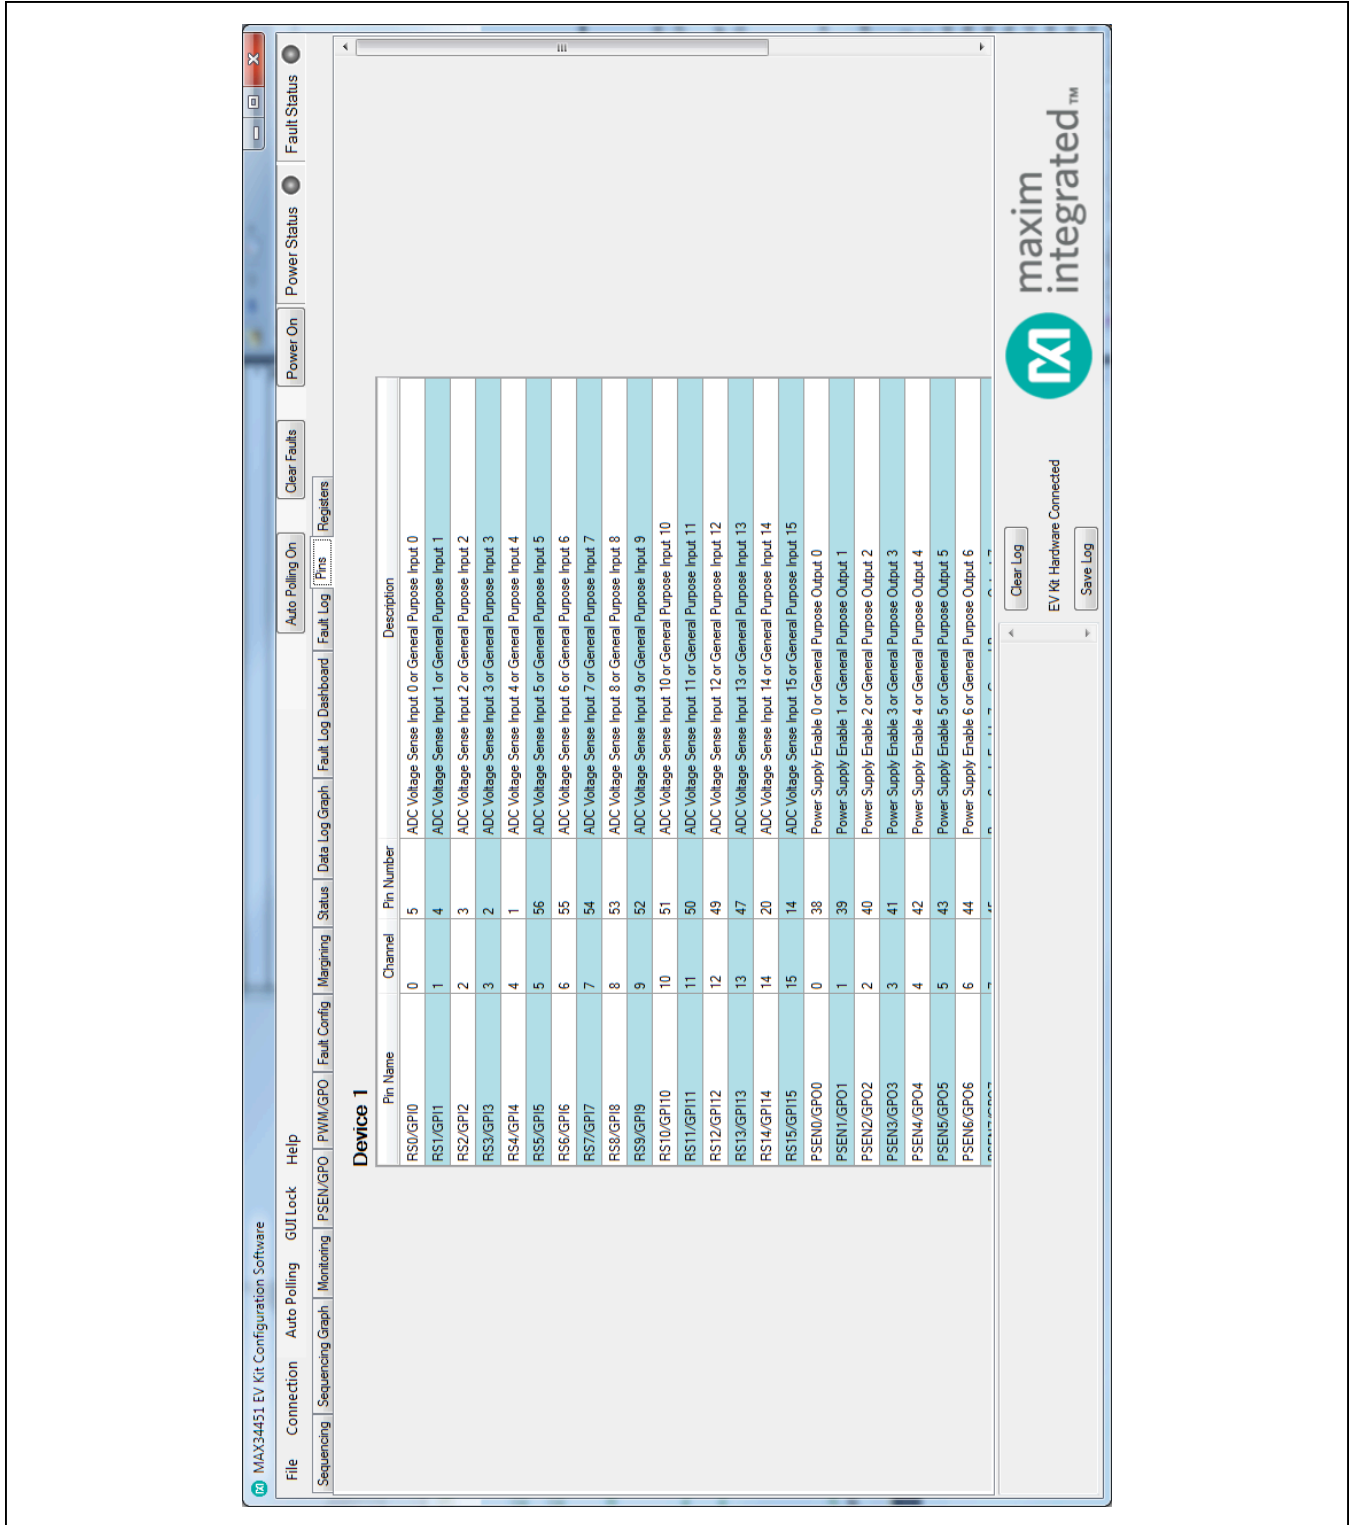 MAX34451 EV Kit Configuration Software
File Connection Auto Polling GUI Lock Help
Auto Polling On Clear Faults Power On Power Status Fault Status
Sequencing Sequencing Graph Monitoring PSEN/GPO PWM/GPO Fault Config Margining Status Data Log Graph Fault Log Dashboard Fault Log Pins Registers
Device 1
Pin Name Channel Pin Number Description
RS0/GPI0 0 5 ADC Voltage Sense Input 0 or General Purpose Input 0
RS1/GPI1 1 4 ADC Voltage Sense Input 1 or General Purpose Input 1
RS2/GPI2 2 3 ADC Voltage Sense Input 2 or General Purpose Input 2
RS3/GPI3 3 2 ADC Voltage Sense Input 3 or General Purpose Input 3
RS4/GPI4 4 1 ADC Voltage Sense Input 4 or General Purpose Input 4
RS5/GPI5 5 56 ADC Voltage Sense Input 5 or General Purpose Input 5
RS6/GPI6 6 55 ADC Voltage Sense Input 6 or General Purpose Input 6
RS7/GPI7 7 54 ADC Voltage Sense Input 7 or General Purpose Input 7
RS8/GPI8 8 53 ADC Voltage Sense Input 8 or General Purpose Input 8
RS9/GPI9 9 52 ADC Voltage Sense Input 9 or General Purpose Input 9
RS10/GPI10 10 51 ADC Voltage Sense Input 10 or General Purpose Input 10
RS11/GPI11 11 50 ADC Voltage Sense Input 11 or General Purpose Input 11
RS12/GPI12 12 49 ADC Voltage Sense Input 12 or General Purpose Input 12
RS13/GPI13 13 47 ADC Voltage Sense Input 13 or General Purpose Input 13
RS14/GPI14 14 20 ADC Voltage Sense Input 14 or General Purpose Input 14
RS15/GPI15 15 14 ADC Voltage Sense Input 15 or General Purpose Input 15
PSEN0/GPO0 0 38 Power Supply Enable 0 or General Purpose Output 0
PSEN1/GPO1 1 39 Power Supply Enable 1 or General Purpose Output 1
PSEN2/GPO2 2 40 Power Supply Enable 2 or General Purpose Output 2
PSEN3/GPO3 3 41 Power Supply Enable 3 or General Purpose Output 3
PSEN4/GPO4 4 42 Power Supply Enable 4 or General Purpose Output 4
PSEN5/GPO5 5 43 Power Supply Enable 5 or General Purpose Output 5
PSEN6/GPO6 6 44 Power Supply Enable 6 or General Purpose Output 6
Clear Log
EV Kit Hardware Connected
Save Log
maxim
integrated™